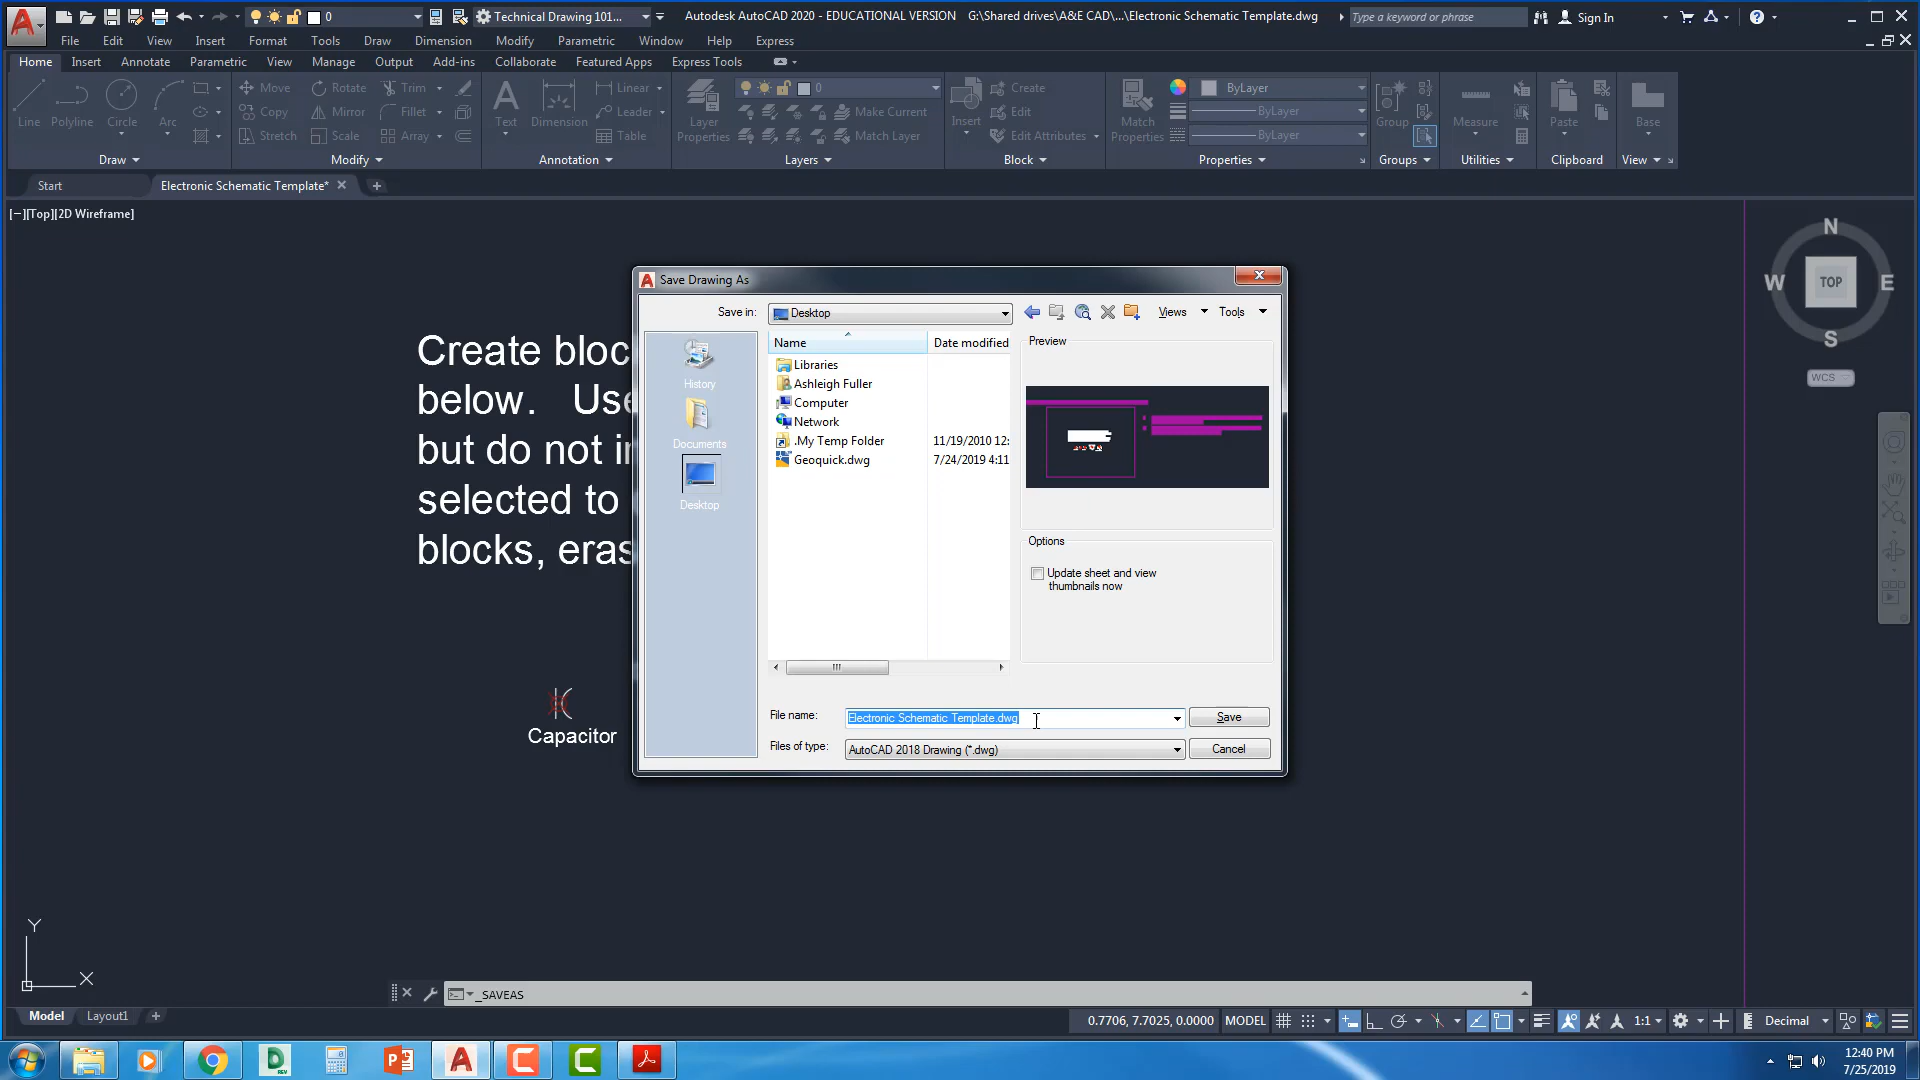 0
Technical Drawing 101...
Autodesk AutoCAD 2020 - EDUCATIONAL VERSION G:\Shared drives\A&E CAD\...\Electronic Schematic Template.dwg
Type a keyword or phrase
Sign In
File Edit View Insert Format Tools Draw Dimension Modify Parametric Window Help Express
Home Insert Annotate Parametric View Manage Output Add-ins Collaborate Featured Apps Express Tools
Line Polyline Circle Arc
Move Rotate Trim
Copy Mirror Fillet
Stretch Scale Array
Text Dimension
Linear
Leader
Table
Layer Properties
0
Make Current
Match Layer
Insert
Create
Edit
Edit Attributes
Match Properties
ByLayer
ByLayer
ByLayer
Group
Measure
Paste
Base
Draw Modify Annotation Layers Block Properties Groups Utilities Clipboard View
Start Electronic Schematic Template*
[−][Top][2D Wireframe]
N
W TOP E
S
WCS
Create bloc
below. Use
but do not in
selected to
blocks, eras
Capacitor
Save Drawing As
Save in: Desktop
Views Tools
History
Documents
Desktop
Name Date modified
Libraries
Ashleigh Fuller
Computer
Network
.My Temp Folder 11/19/2010 12:
Geoquick.dwg 7/24/2019 4:11
Preview
Options
Update sheet and view
thumbnails now
File name: Electronic Schematic Template.dwg Save
Files of type: AutoCAD 2018 Drawing (*.dwg) Cancel
Y
X
_SAVEAS
Model Layout1
0.7706, 7.7025, 0.0000 MODEL 1:1 Decimal
12:40 PM
7/25/2019